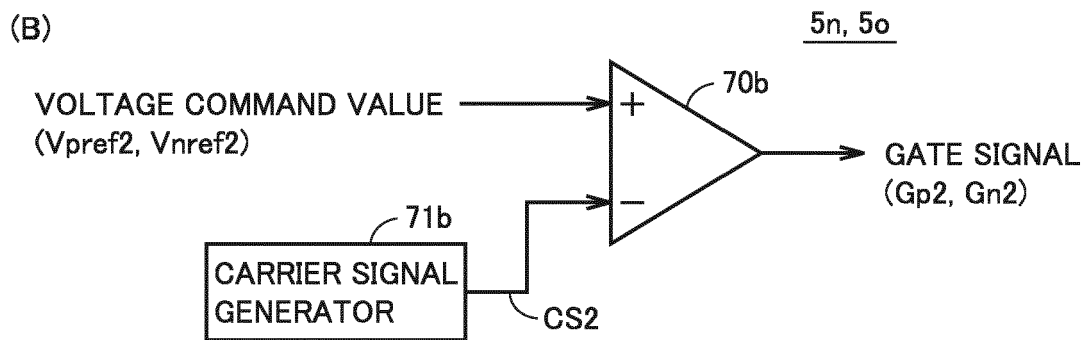 (B)
5n, 5o
70b
VOLTAGE COMMAND VALUE
(Vpref2, Vnref2)
+
GATE SIGNAL
(Gp2, Gn2)
−
71b
CARRIER SIGNAL
GENERATOR
CS2